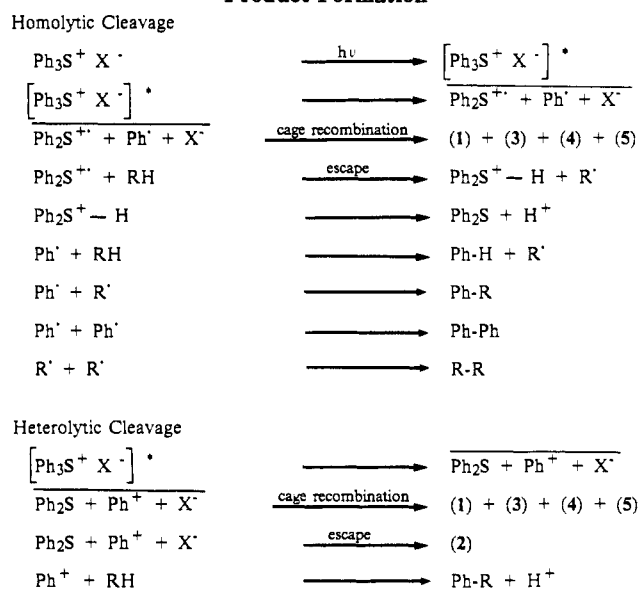 Product Formation
Homolytic Cleavage
Ph₃S⁺ X⁻ hν [Ph₃S⁺ X⁻]*
[Ph₃S⁺ X⁻]* Ph₂S⁺· + Ph· + X⁻
Ph₂S⁺· + Ph· + X⁻ cage recombination (1) + (3) + (4) + (5)
Ph₂S⁺· + RH escape Ph₂S⁺—H + R·
Ph₂S⁺—H Ph₂S + H⁺
Ph· + RH Ph-H + R·
Ph· + R· Ph-R
Ph· + Ph· Ph-Ph
R· + R· R-R
Heterolytic Cleavage
[Ph₃S⁺ X⁻]* Ph₂S + Ph⁺ + X⁻
Ph₂S + Ph⁺ + X⁻ cage recombination (1) + (3) + (4) + (5)
Ph₂S + Ph⁺ + X⁻ escape (2)
Ph⁺ + RH Ph-R + H⁺